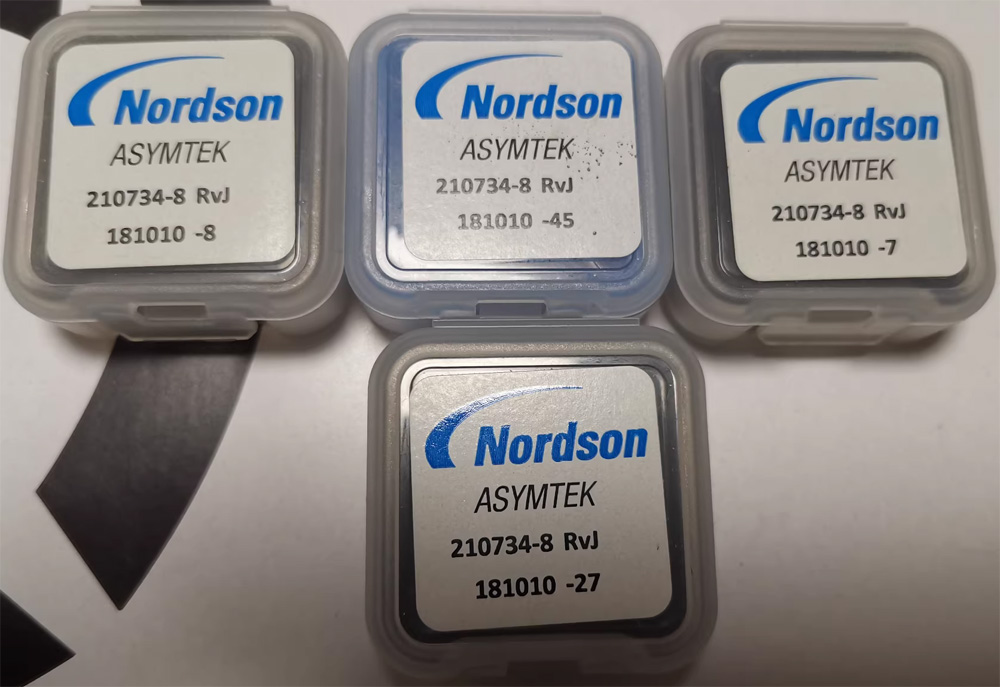 Nordson
ASYMTEK
210734-8 RvJ
181010 -8
Nordson
ASYMTEK
210734-8 RvJ
181010 -45
Nordson
ASYMTEK
210734-8 RvJ
181010 -7
Nordson
ASYMTEK
210734-8 RvJ
181010 -27